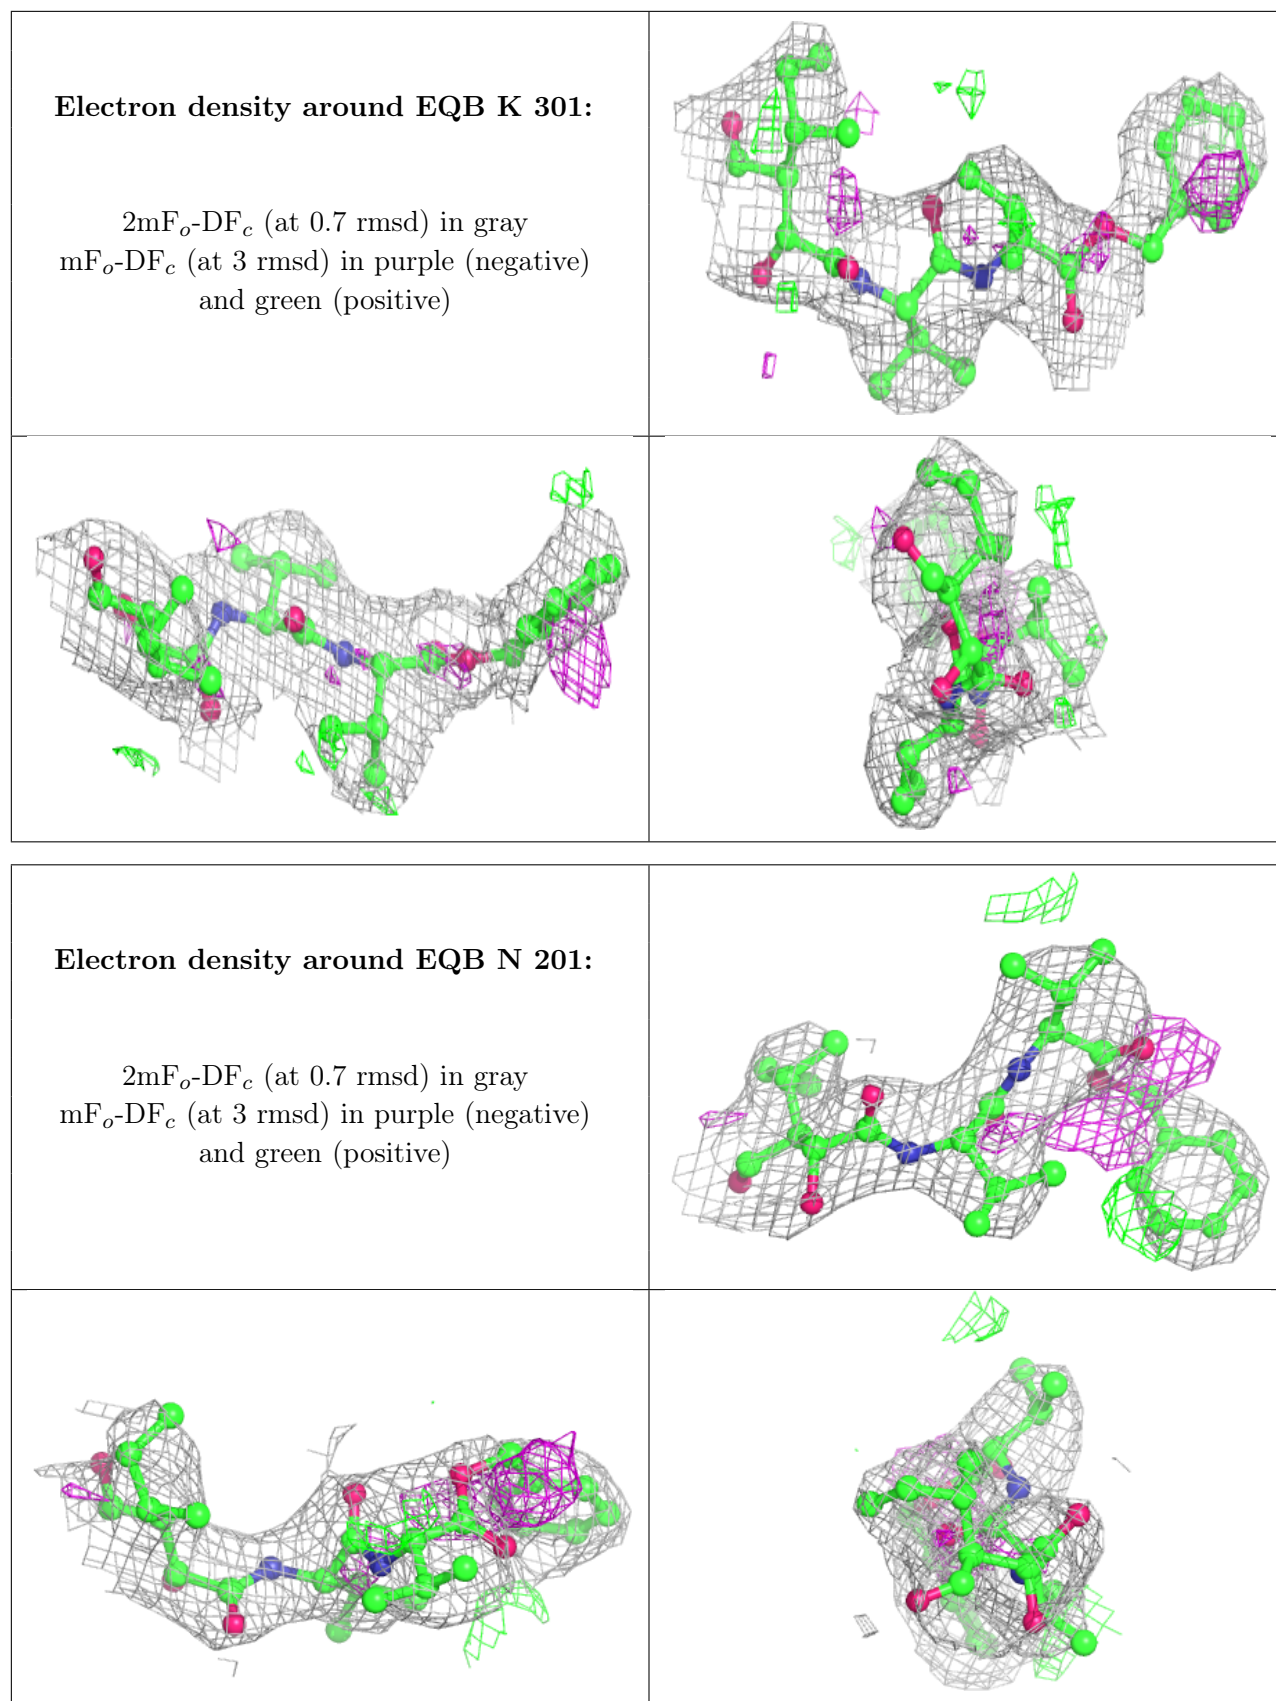 Electron density around EQB K 301:
2mFo-DFc (at 0.7 rmsd) in gray
mFo-DFc (at 3 rmsd) in purple (negative)
and green (positive)
Electron density around EQB N 201:
2mFo-DFc (at 0.7 rmsd) in gray
mFo-DFc (at 3 rmsd) in purple (negative)
and green (positive)